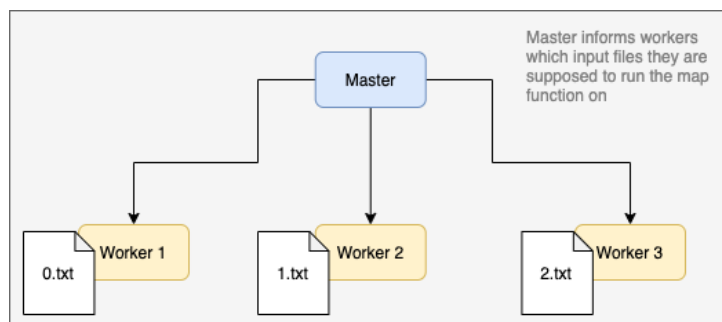 Master informs workers
which input files they are
supposed to run the map
function on
Master
Worker 1
0.txt
Worker 2
1.txt
Worker 3
2.txt